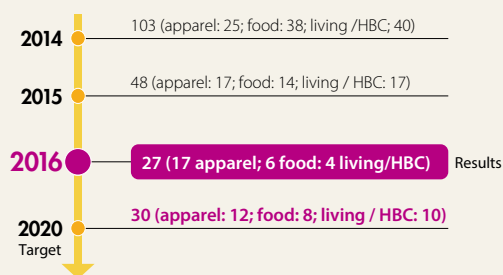 2014
103 (apparel: 25; food: 38; living /HBC; 40)
2015
48 (apparel: 17; food: 14; living / HBC: 17)
2016
27 (17 apparel; 6 food: 4 living/HBC)
Results
2020
Target
30 (apparel: 12; food: 8; living / HBC: 10)